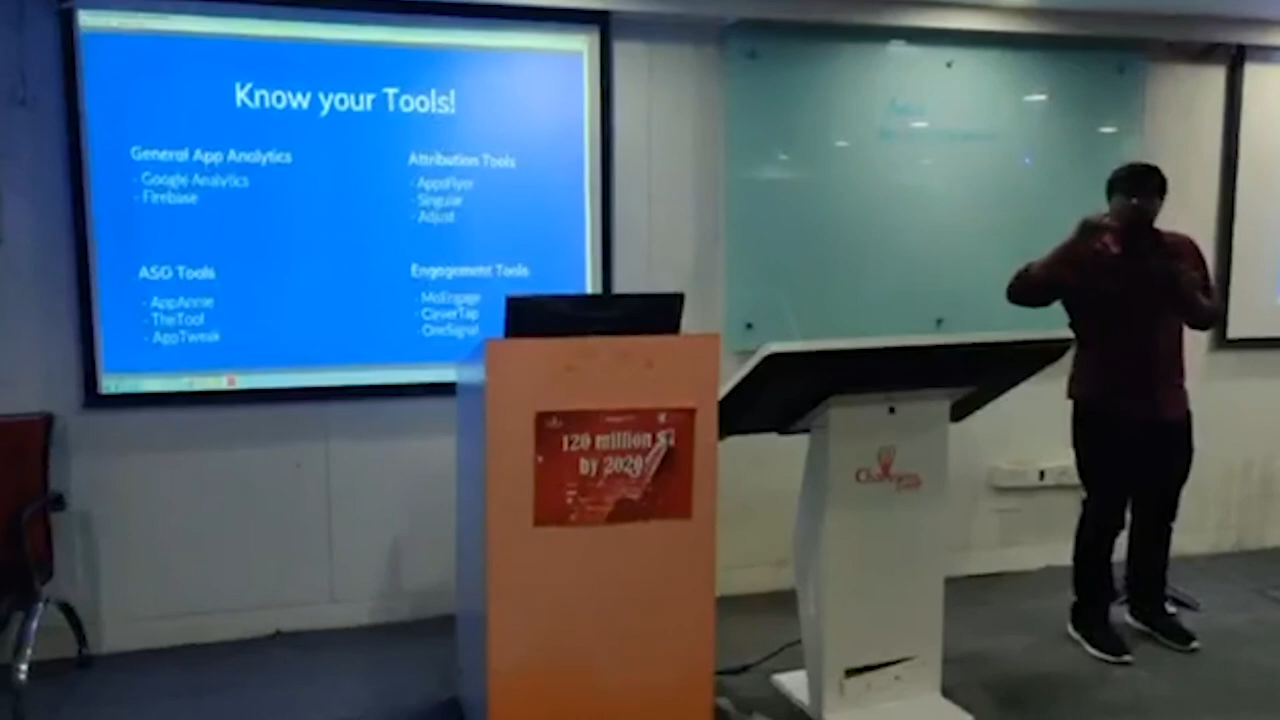 Know your Tools!
General App Analytics
- Google Analytics
- Firebase
Attribution Tools
- AppsFlyer
- Singular
- Adjust
ASO Tools
- AppAnnie
- TheTool
- AppTweak
Engagement Tools
- MoEngage
- CleverTap
- OneSignal
120 million
by 2020